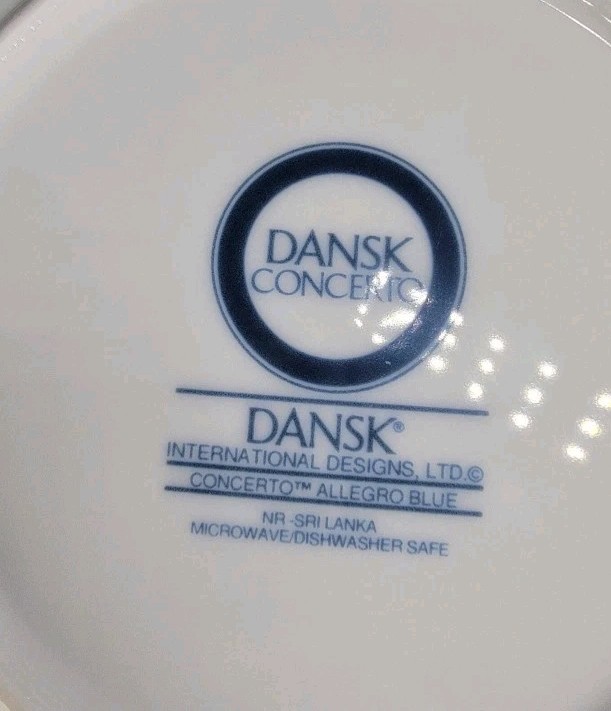 DANSK
CONCERTO
DANSK®
INTERNATIONAL DESIGNS, LTD.©
CONCERTO™ ALLEGRO BLUE
NR-SRI LANKA
MICROWAVE/DISHWASHER SAFE